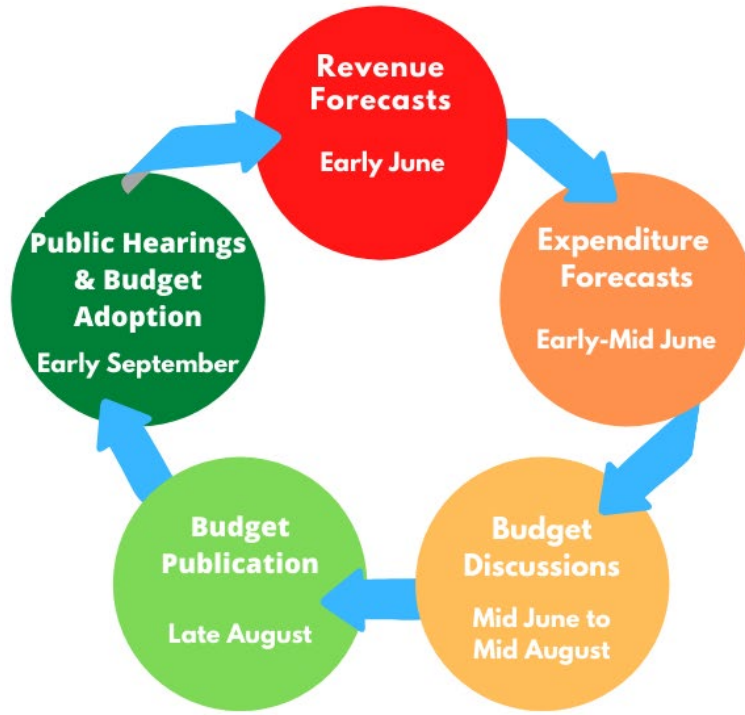 Revenue
Forecasts
Early June
Expenditure
Forecasts
Early-Mid June
Budget
Discussions
Mid June to
Mid August
Budget
Publication
Late August
Public Hearings
& Budget
Adoption
Early September